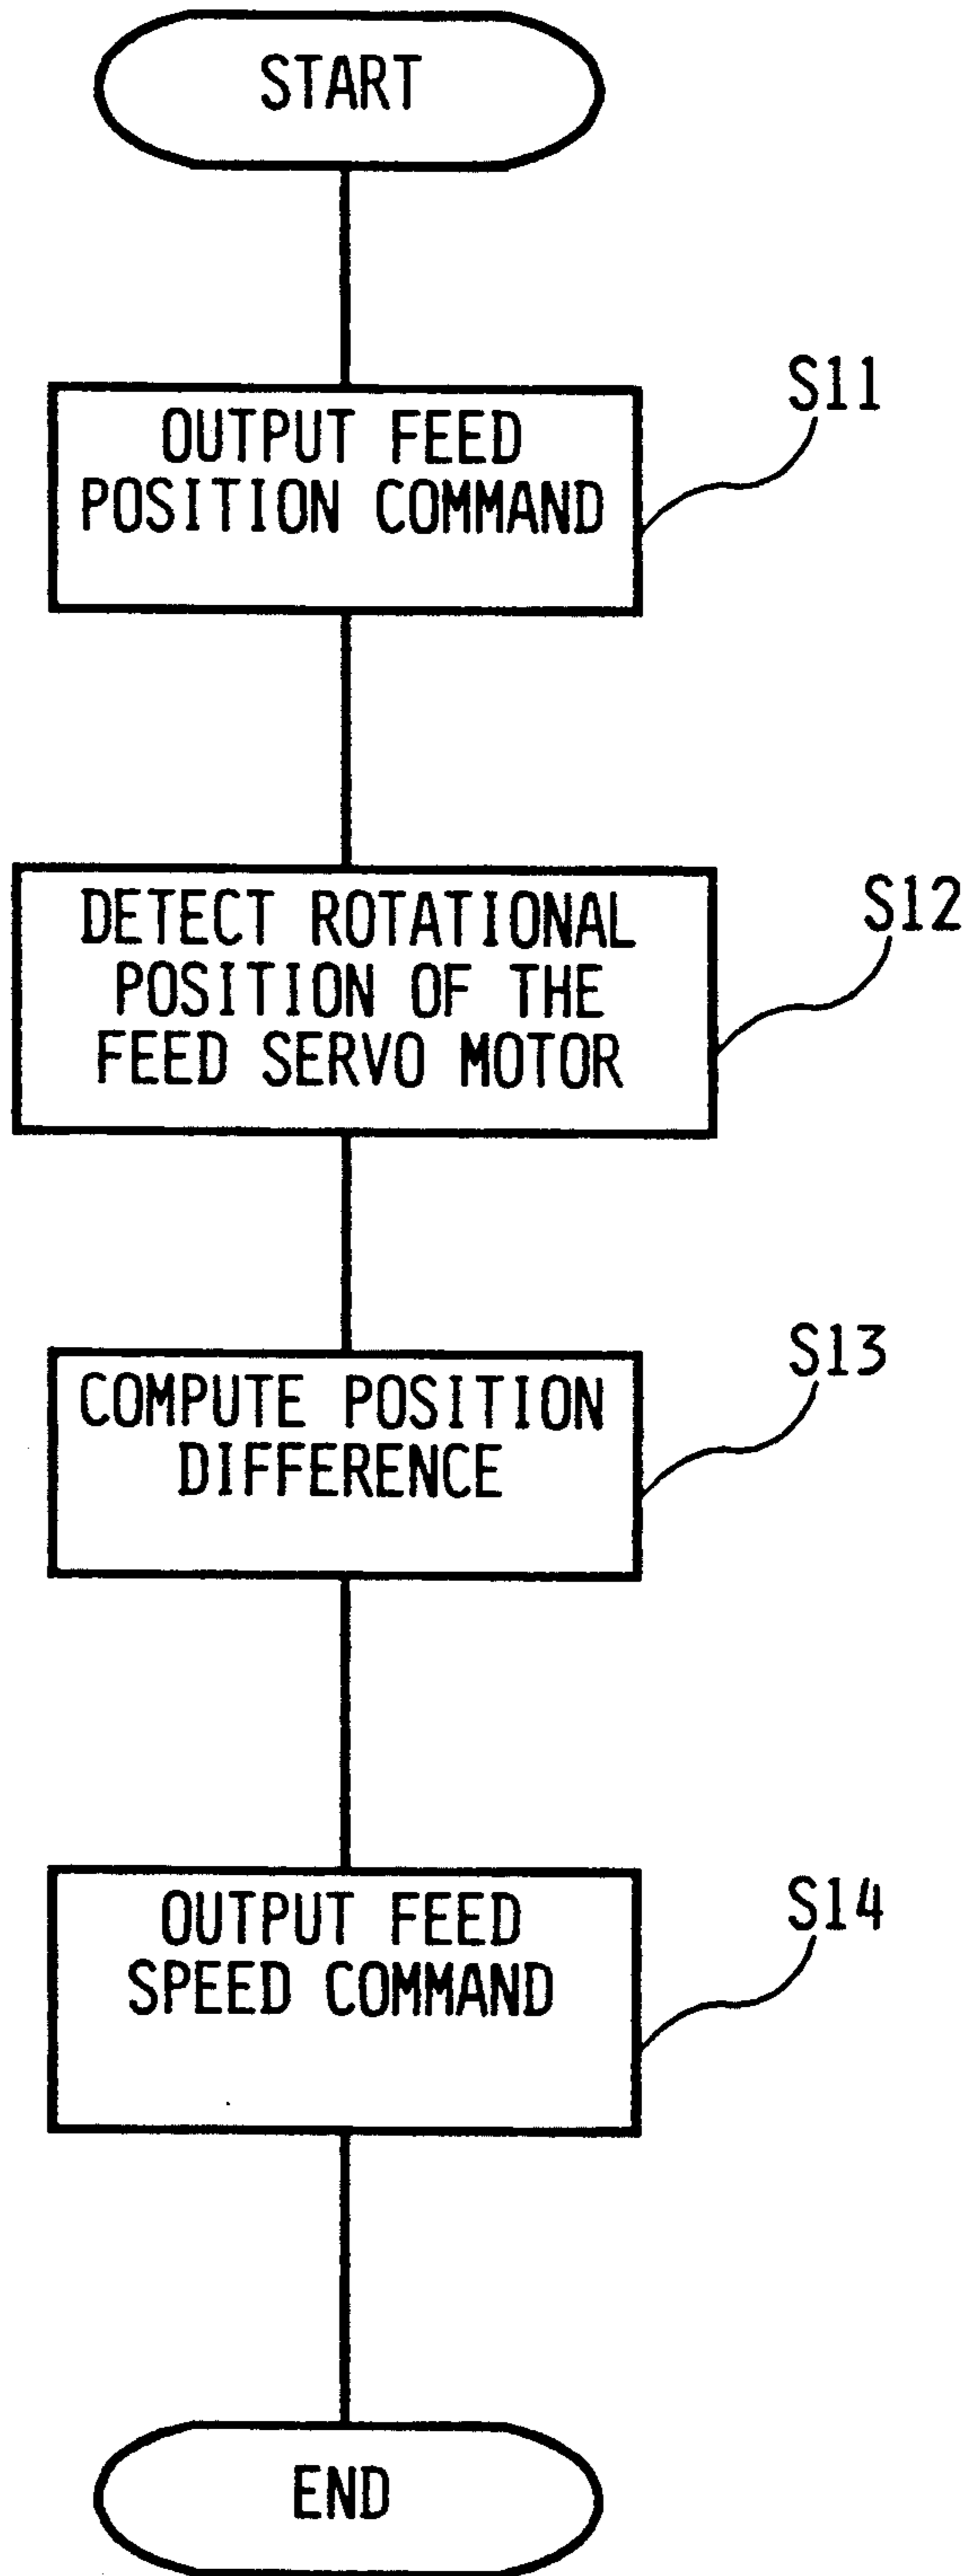 START
S11
OUTPUT FEED
POSITION COMMAND
S12
DETECT ROTATIONAL
POSITION OF THE
FEED SERVO MOTOR
S13
COMPUTE POSITION
DIFFERENCE
S14
OUTPUT FEED
SPEED COMMAND
END